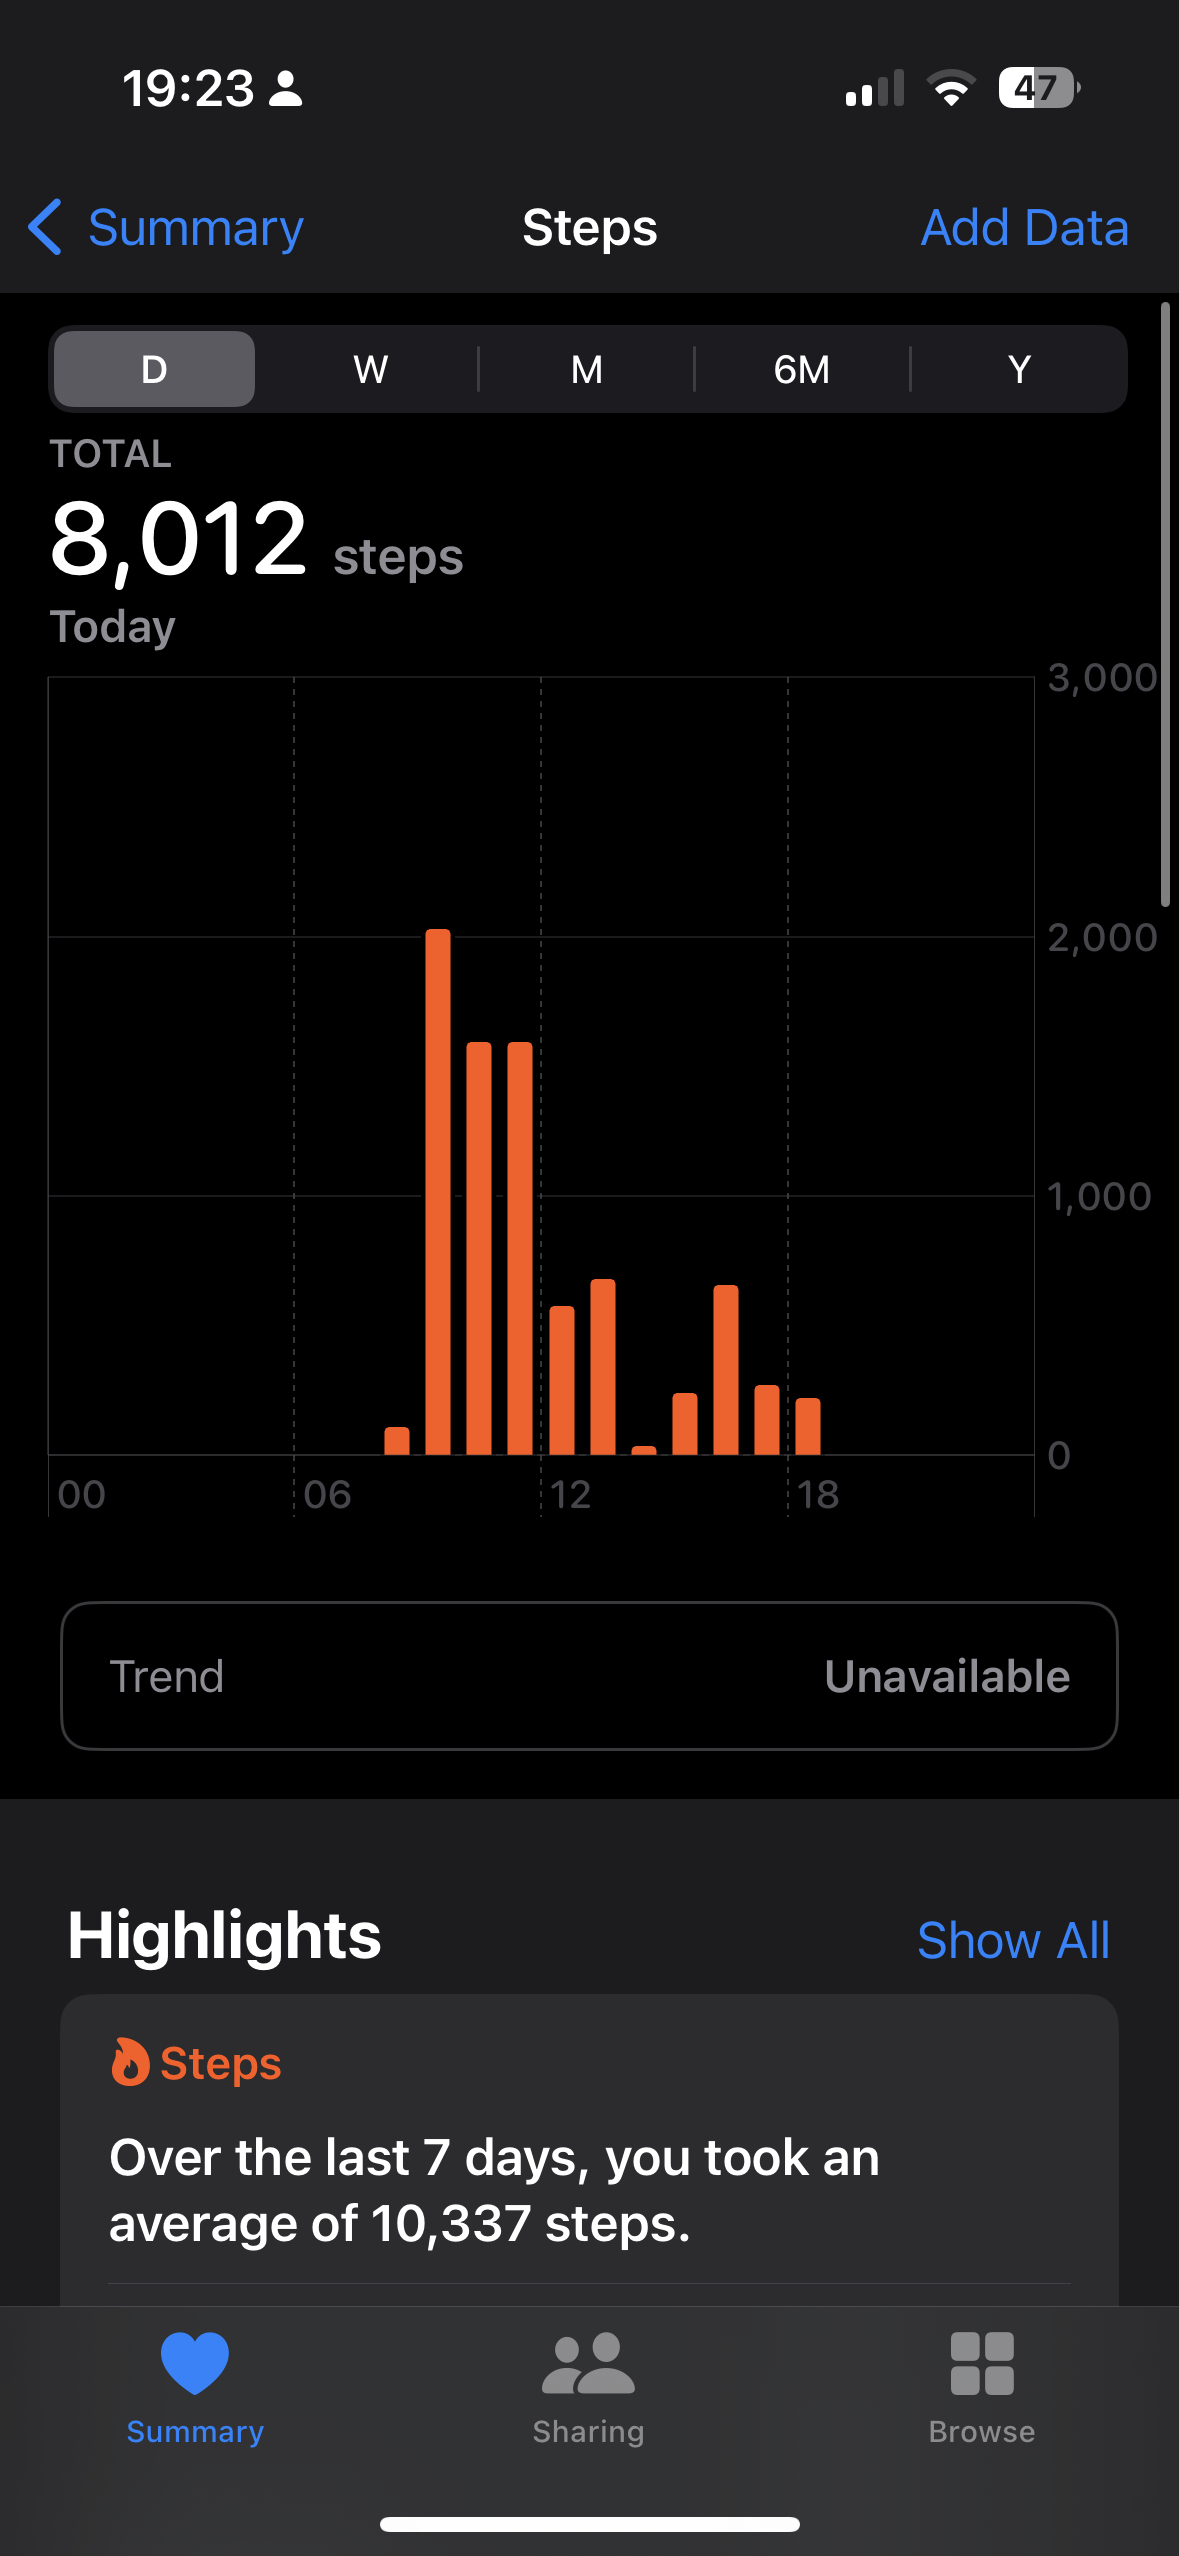 19:23
47
Summary
Steps
Add Data
D
W
M
6M
Y
TOTAL
8,012 steps
Today
3,000
2,000
1,000
0
00
06
12
18
Trend
Unavailable
Highlights
Show All
Steps
Over the last 7 days, you took an
average of 10,337 steps.
Summary
Sharing
Browse